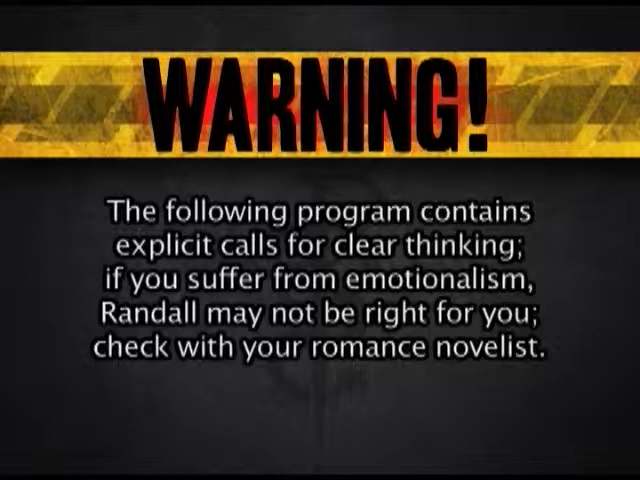 WARNING!
The following program contains
explicit calls for clear thinking;
if you suffer from emotionalism,
Randall may not be right for you;
check with your romance novelist.